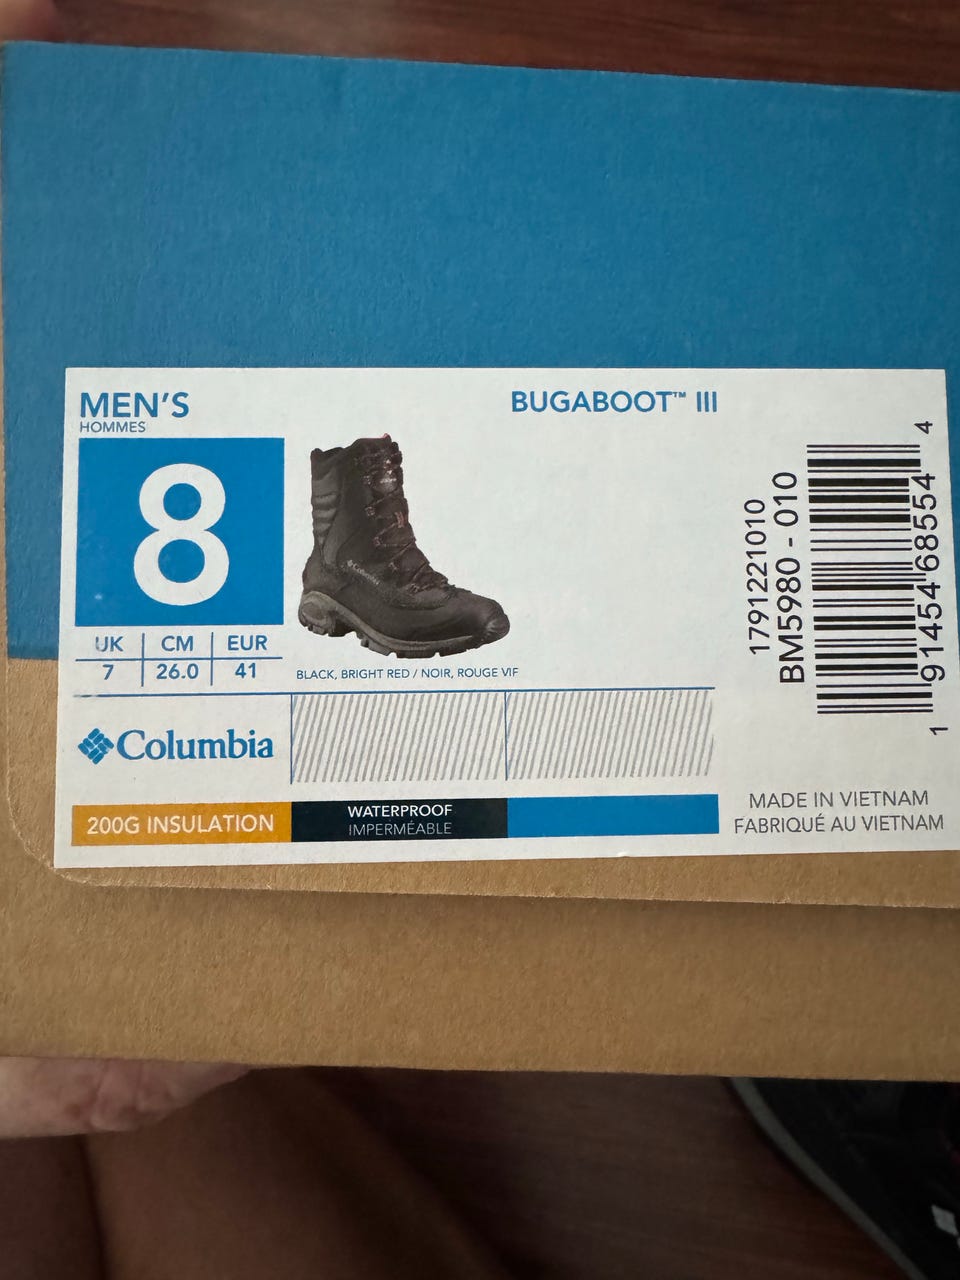 MEN'S
HOMMES
8
UK CM EUR
7 26.0 41
BUGABOOT™ III
Columbia
BLACK, BRIGHT RED / NOIR, ROUGE VIF
Columbia
200G INSULATION
WATERPROOF
IMPERMÉABLE
1791221010
BM5980 - 010
1 91454 68554 4
MADE IN VIETNAM
FABRIQUÉ AU VIETNAM